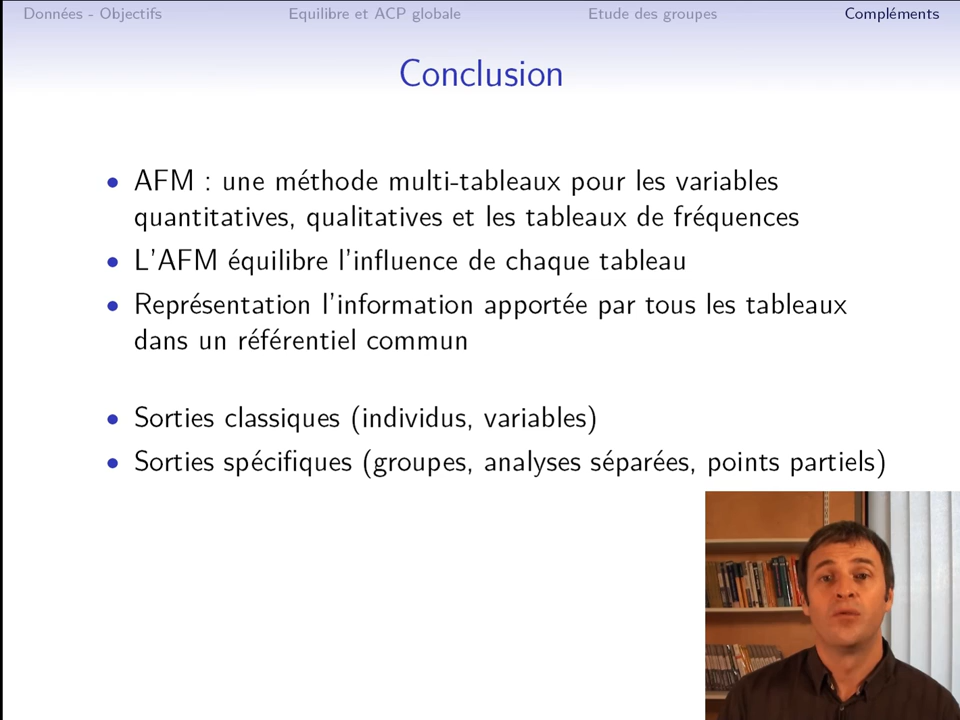 Données - Objectifs Equilibre et ACP globale Etude des groupes Compléments
Conclusion
• AFM : une méthode multi-tableaux pour les variables
quantitatives, qualitatives et les tableaux de fréquences
• L'AFM équilibre l'influence de chaque tableau
• Représentation l'information apportée par tous les tableaux
dans un référentiel commun
• Sorties classiques (individus, variables)
• Sorties spécifiques (groupes, analyses séparées, points partiels)